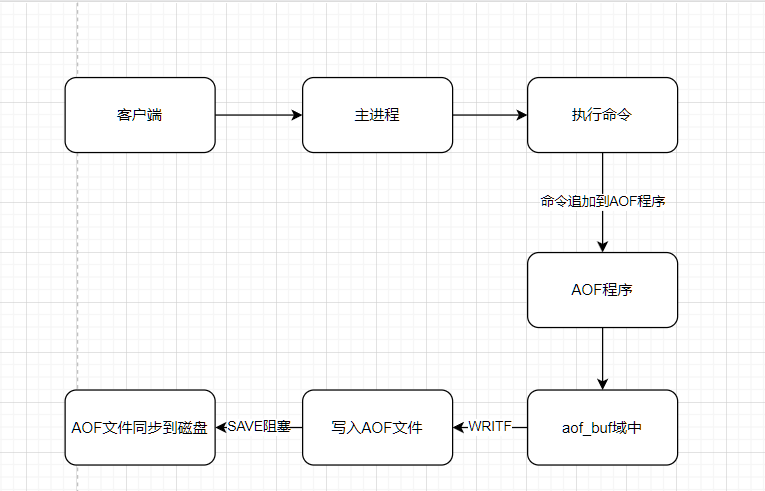 客户端
主进程
执行命令
命令追加到AOF程序
AOF程序
aof_buf域中
WRITF
写入AOF文件
SAVE阻塞
AOF文件同步到磁盘